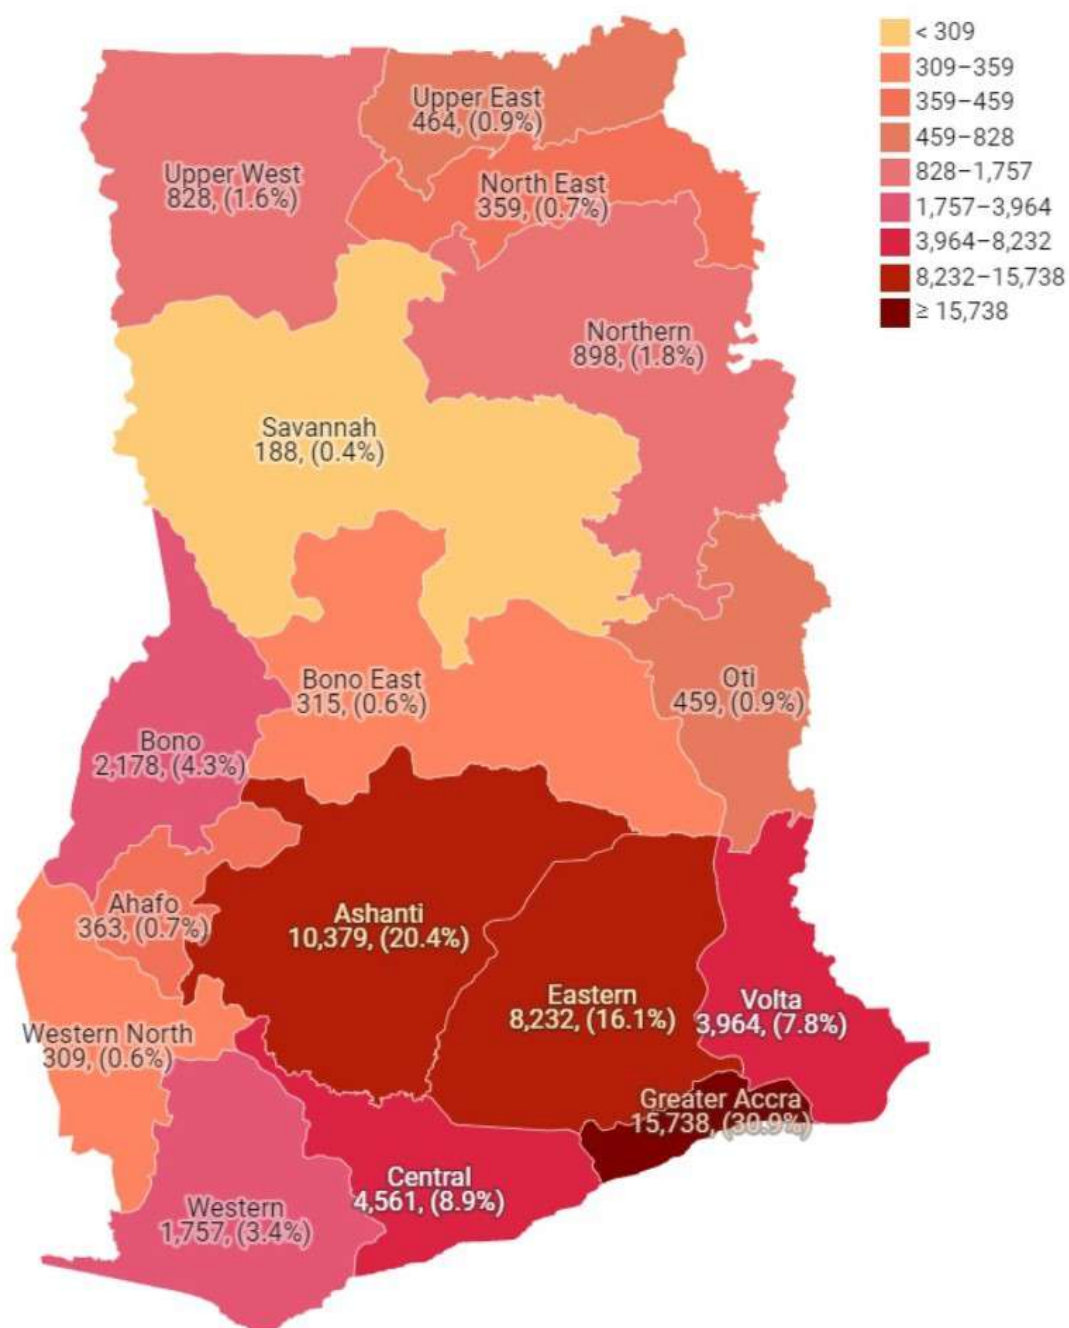 < 309
309–359
359–459
459–828
828–1,757
1,757–3,964
3,964–8,232
8,232–15,738
≥ 15,738
Upper East
464, (0.9%)
Upper West
828, (1.6%)
North East
359, (0.7%)
Northern
898, (1.8%)
Savannah
188, (0.4%)
Bono East
315, (0.6%)
Oti
459, (0.9%)
Bono
2,178, (4.3%)
Ahafo
363, (0.7%)
Ashanti
10,379, (20.4%)
Eastern
8,232, (16.1%)
Volta
3,964, (7.8%)
Western North
309, (0.6%)
Greater Accra
15,738, (30.9%)
Central
4,561, (8.9%)
Western
1,757, (3.4%)